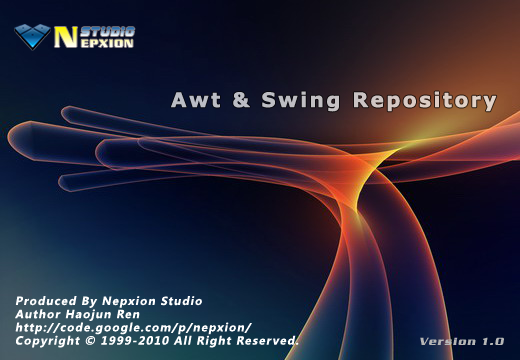 STUDIO
NEPXION
Awt & Swing Repository
Produced By Nepxion Studio
Author Haojun Ren
http://code.google.com/p/nepxion/
Copyright © 1999-2010 All Right Reserved.
Version 1.0